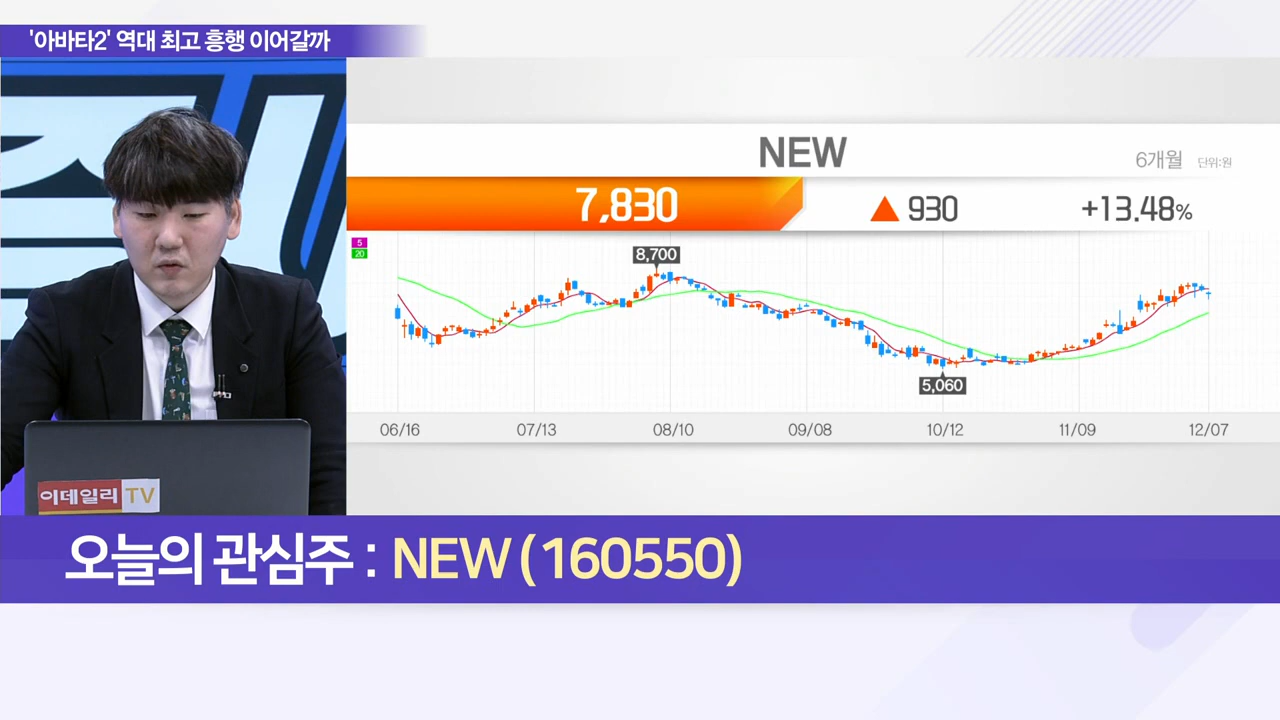 '아바타2' 역대 최고 흥행 이어갈까
NEW
6개월 단위:원
7,830 ▲ 930 +13.48%
5
20
8,700
5,060
06/16 07/13 08/10 09/08 10/12 11/09 12/07
이데일리 TV
오늘의 관심주 : NEW (160550)